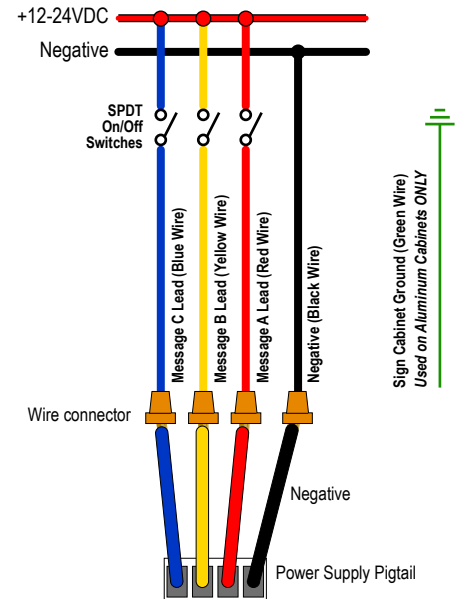 +12-24VDC
Negative
SPDT
On/Off
Switches
Message C Lead (Blue Wire)
Message B Lead (Yellow Wire)
Message A Lead (Red Wire)
Negative (Black Wire)
Sign Cabinet Ground (Green Wire)
Used on Aluminum Cabinets ONLY
Wire connector
Negative
Power Supply Pigtail